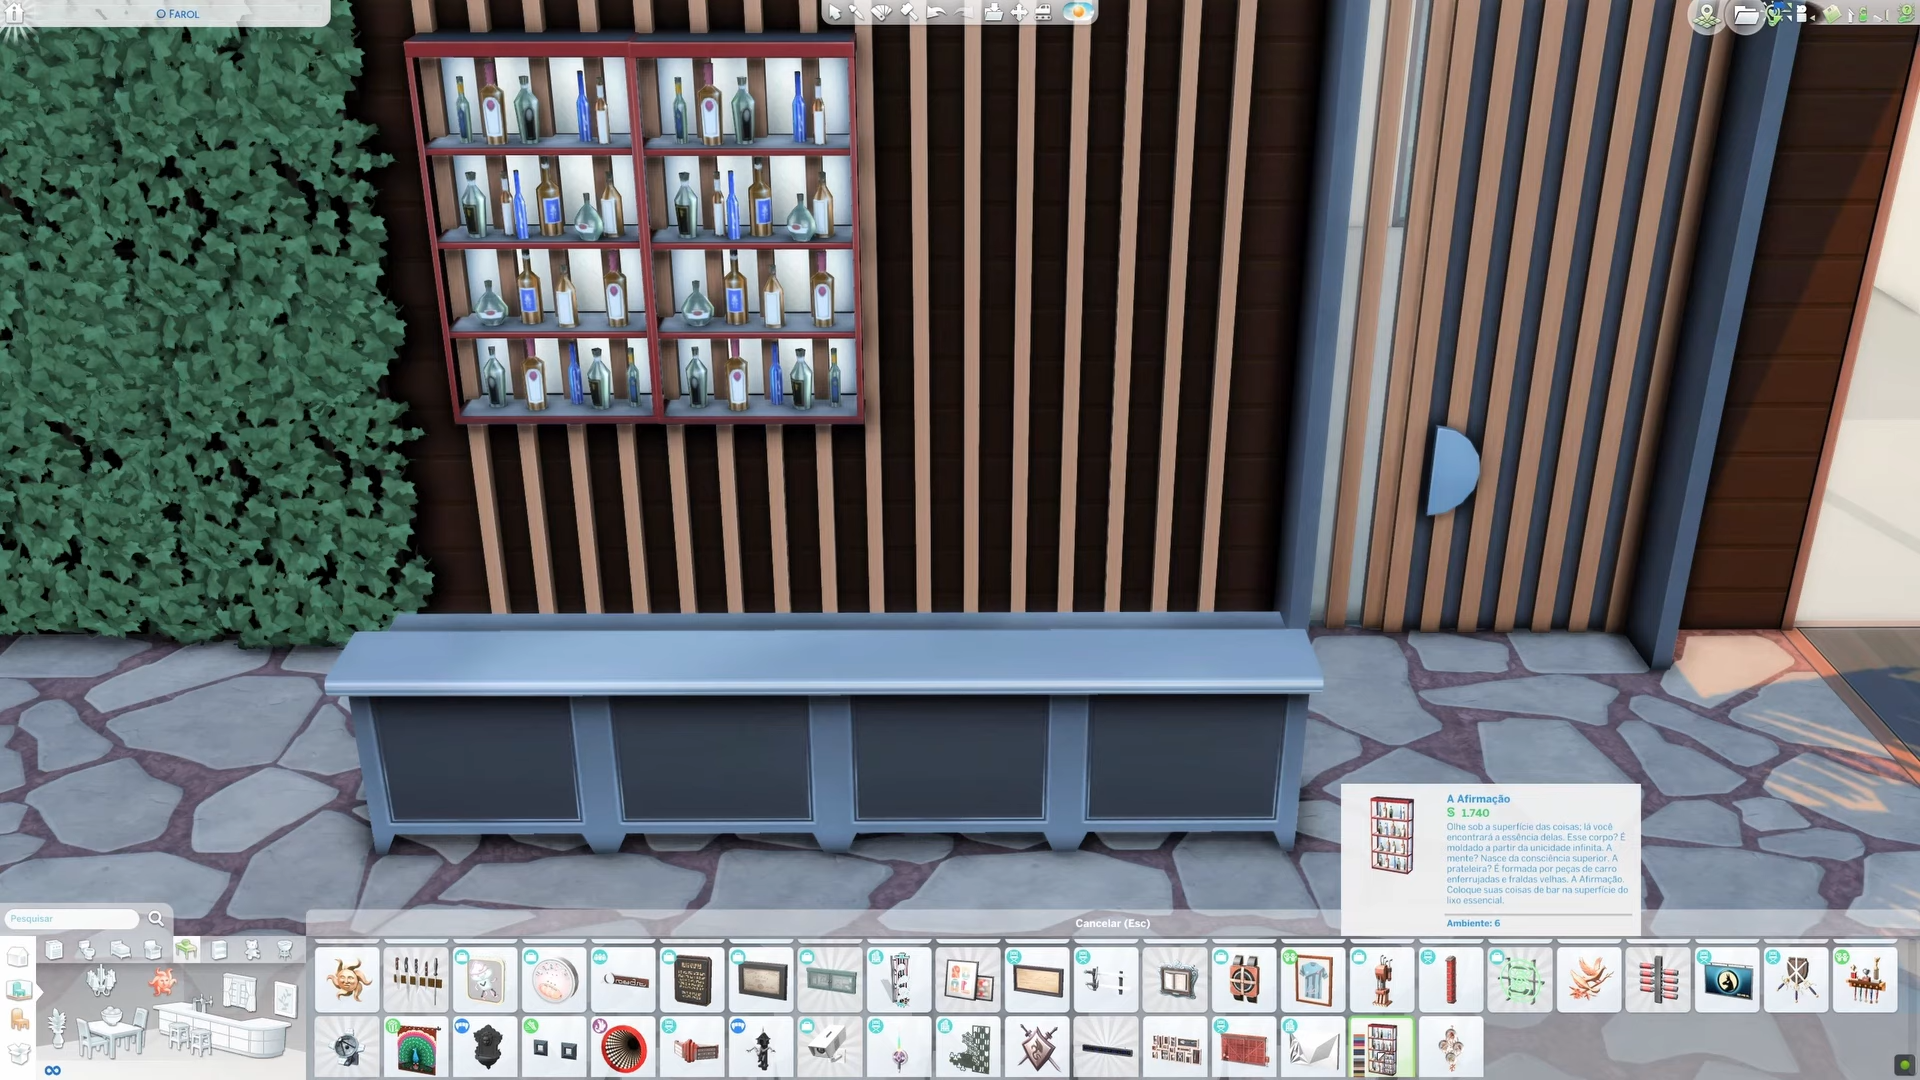 O Farol
A Afirmação
$ 1.740
Olhe sob a superfície das coisas; lá você
encontrará a essência delas. Esse corpo? É
moldado a partir da unicidade infinita. A
mente? Nasce da consciência superior. A
prateleira? É formada por peças de carro
enferrujadas e fraldas velhas. A Afirmação.
Coloque suas coisas de bar na superfície do
lixo essencial.
Ambiente: 6
Pesquisar
Cancelar (Esc)